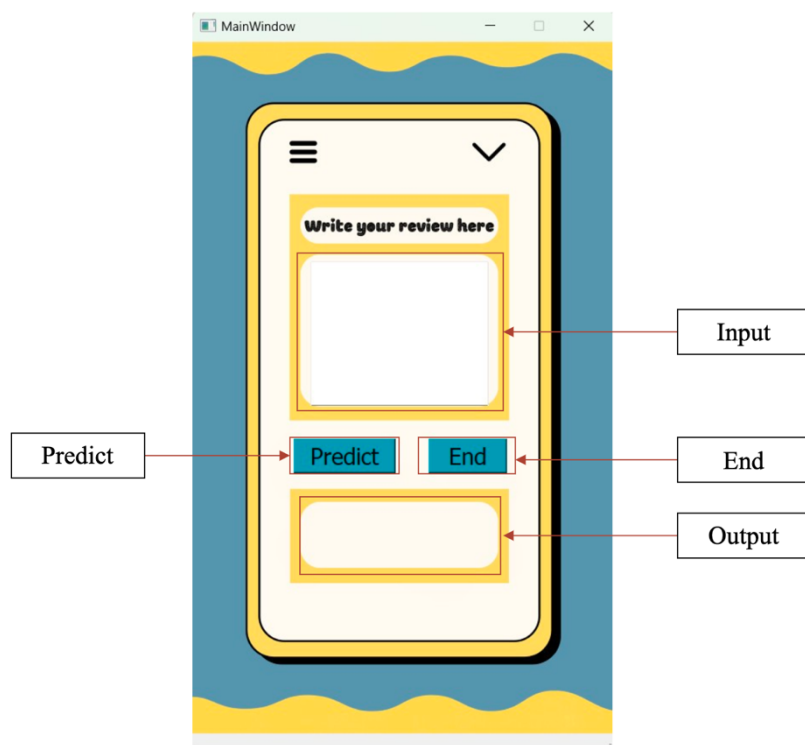 MainWindow
Write your review here
Input
Predict
Predict
End
End
Output